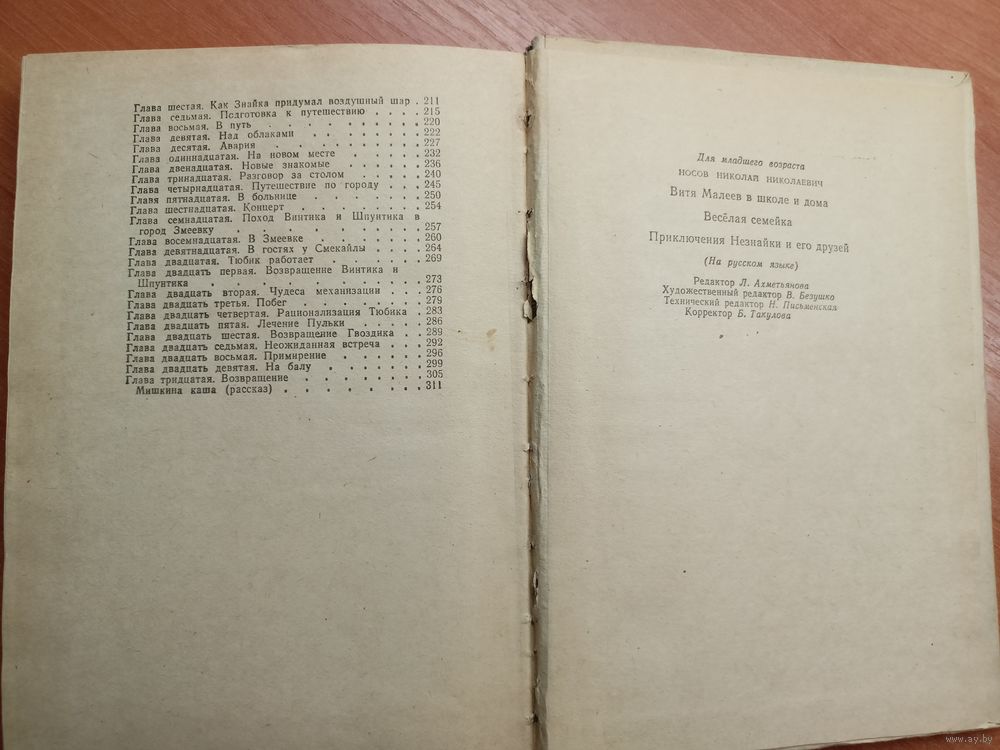 Глава шестая. Как Знайка придумал воздушный шар . 211
Глава седьмая. Подготовка к путешествию . . . . 215
Глава восьмая. В путь . . . . . . . . . . 220
Глава девятая. Над облаками . . . . . . . 222
Глава десятая. Авария . . . . . . . . . . 227
Глава одиннадцатая. На новом месте . . . . . 232
Глава двенадцатая. Новые знакомые . . . . . 236
Глава тринадцатая. Разговор за столом . . . . 240
Глава четырнадцатая. Путешествие по городу . . . 245
Глава пятнадцатая. В больнице . . . . . . . 250
Глава шестнадцатая. Концерт . . . . . . . 254
Глава семнадцатая. Поход Винтика и Шпунтика в
город Змеевку . . . . . . . . . . 257
Глава восемнадцатая. В Змеевке . . . . . . 260
Глава девятнадцатая. В гостях у Смекайлы . . . . 264
Глава двадцатая. Тюбик работает . . . . . . 269
Глава двадцать первая. Возвращение Винтика и
Шпунтика . . . . . . . . . . . 273
Глава двадцать вторая. Чудеса механизации . . . 276
Глава двадцать третья. Побег . . . . . . . 279
Глава двадцать четвертая. Рационализация Тюбика . 283
Глава двадцать пятая. Лечение Пульки . . . . 286
Глава двадцать шестая. Возвращение Гвоздика . . 289
Глава двадцать седьмая. Неожиданная встреча . . . 292
Глава двадцать восьмая. Примирение . . . . . 296
Глава двадцать девятая. На балу . . . . . . 299
Глава тридцатая. Возвращение . . . . . . . 305
Мишкина каша (рассказ) . . . . . . . . 311
Для младшего возраста
НОСОВ НИКОЛАЙ НИКОЛАЕВИЧ
Витя Малеев в школе и дома
Весёлая семейка
Приключения Незнайки и его друзей
(На русском языке)
Редактор Л. Ахметьянова
Художественный редактор В. Безушко
Технический редактор Н. Письменская
Корректор Б. Такулова
www.ay.by